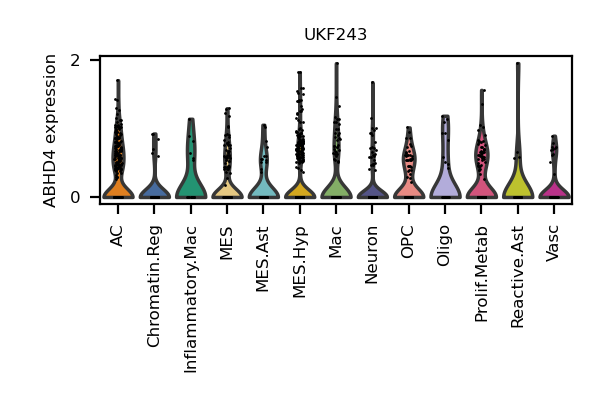 UKF243
ABHD4 expression
2
0
AC
Chromatin.Reg
Inflammatory.Mac
MES
MES.Ast
MES.Hyp
Mac
Neuron
OPC
Oligo
Prolif.Metab
Reactive.Ast
Vasc